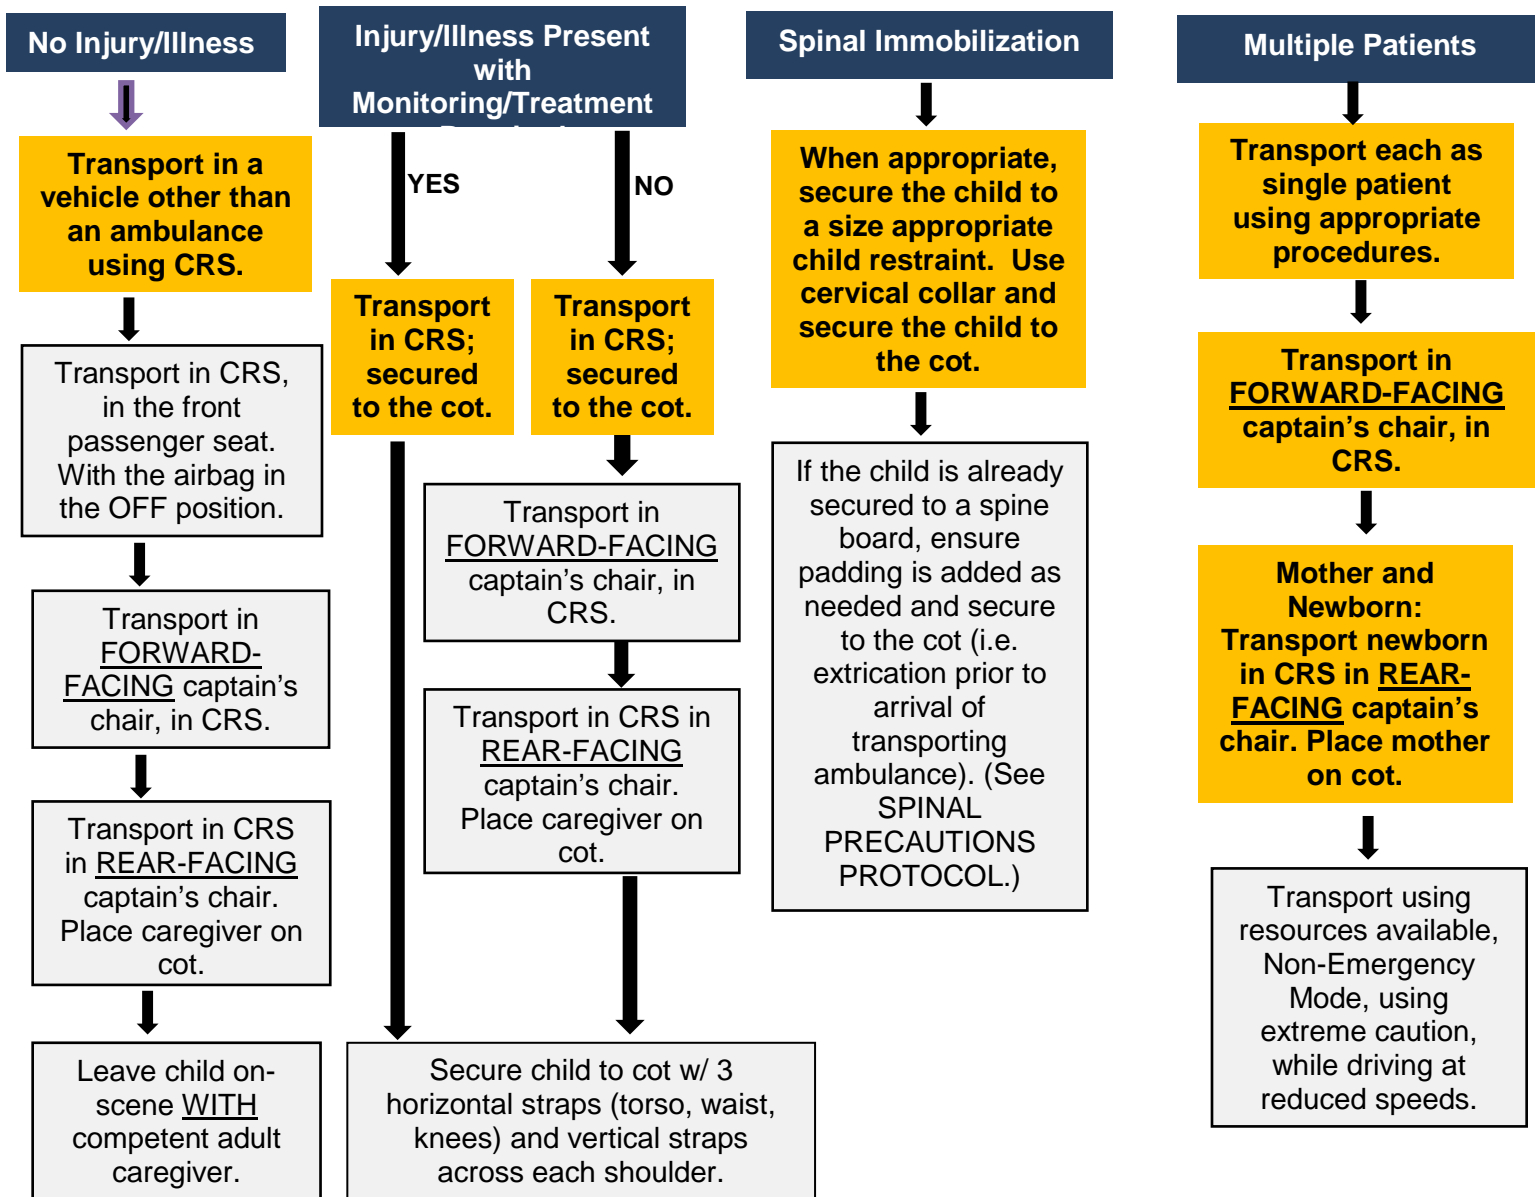 No Injury/Illness
Transport in a
vehicle other than
an ambulance
using CRS.
Transport in CRS,
in the front
passenger seat.
With the airbag in
the OFF position.
Transport in
FORWARD-
FACING captain's
chair, in CRS.
Transport in CRS
in REAR-FACING
captain's chair.
Place caregiver on
cot.
Leave child on-
scene WITH
competent adult
caregiver.
Injury/Illness Present
with
Monitoring/Treatment
YES
NO
Transport
in CRS;
secured
to the cot.
Transport
in CRS;
secured
to the cot.
Transport in
FORWARD-FACING
captain's chair, in
CRS.
Transport in CRS in
REAR-FACING
captain's chair.
Place caregiver on
cot.
Secure child to cot w/ 3
horizontal straps (torso, waist,
knees) and vertical straps
across each shoulder.
Spinal Immobilization
When appropriate,
secure the child to
a size appropriate
child restraint.  Use
cervical collar and
secure the child to
the cot.
If the child is already
secured to a spine
board, ensure
padding is added as
needed and secure
to the cot (i.e.
extrication prior to
arrival of
transporting
ambulance). (See
SPINAL
PRECAUTIONS
PROTOCOL.)
Multiple Patients
Transport each as
single patient
using appropriate
procedures.
Transport in
FORWARD-FACING
captain's chair, in
CRS.
Mother and
Newborn:
Transport newborn
in CRS in REAR-
FACING captain's
chair. Place mother
on cot.
Transport using
resources available,
Non-Emergency
Mode, using
extreme caution,
while driving at
reduced speeds.